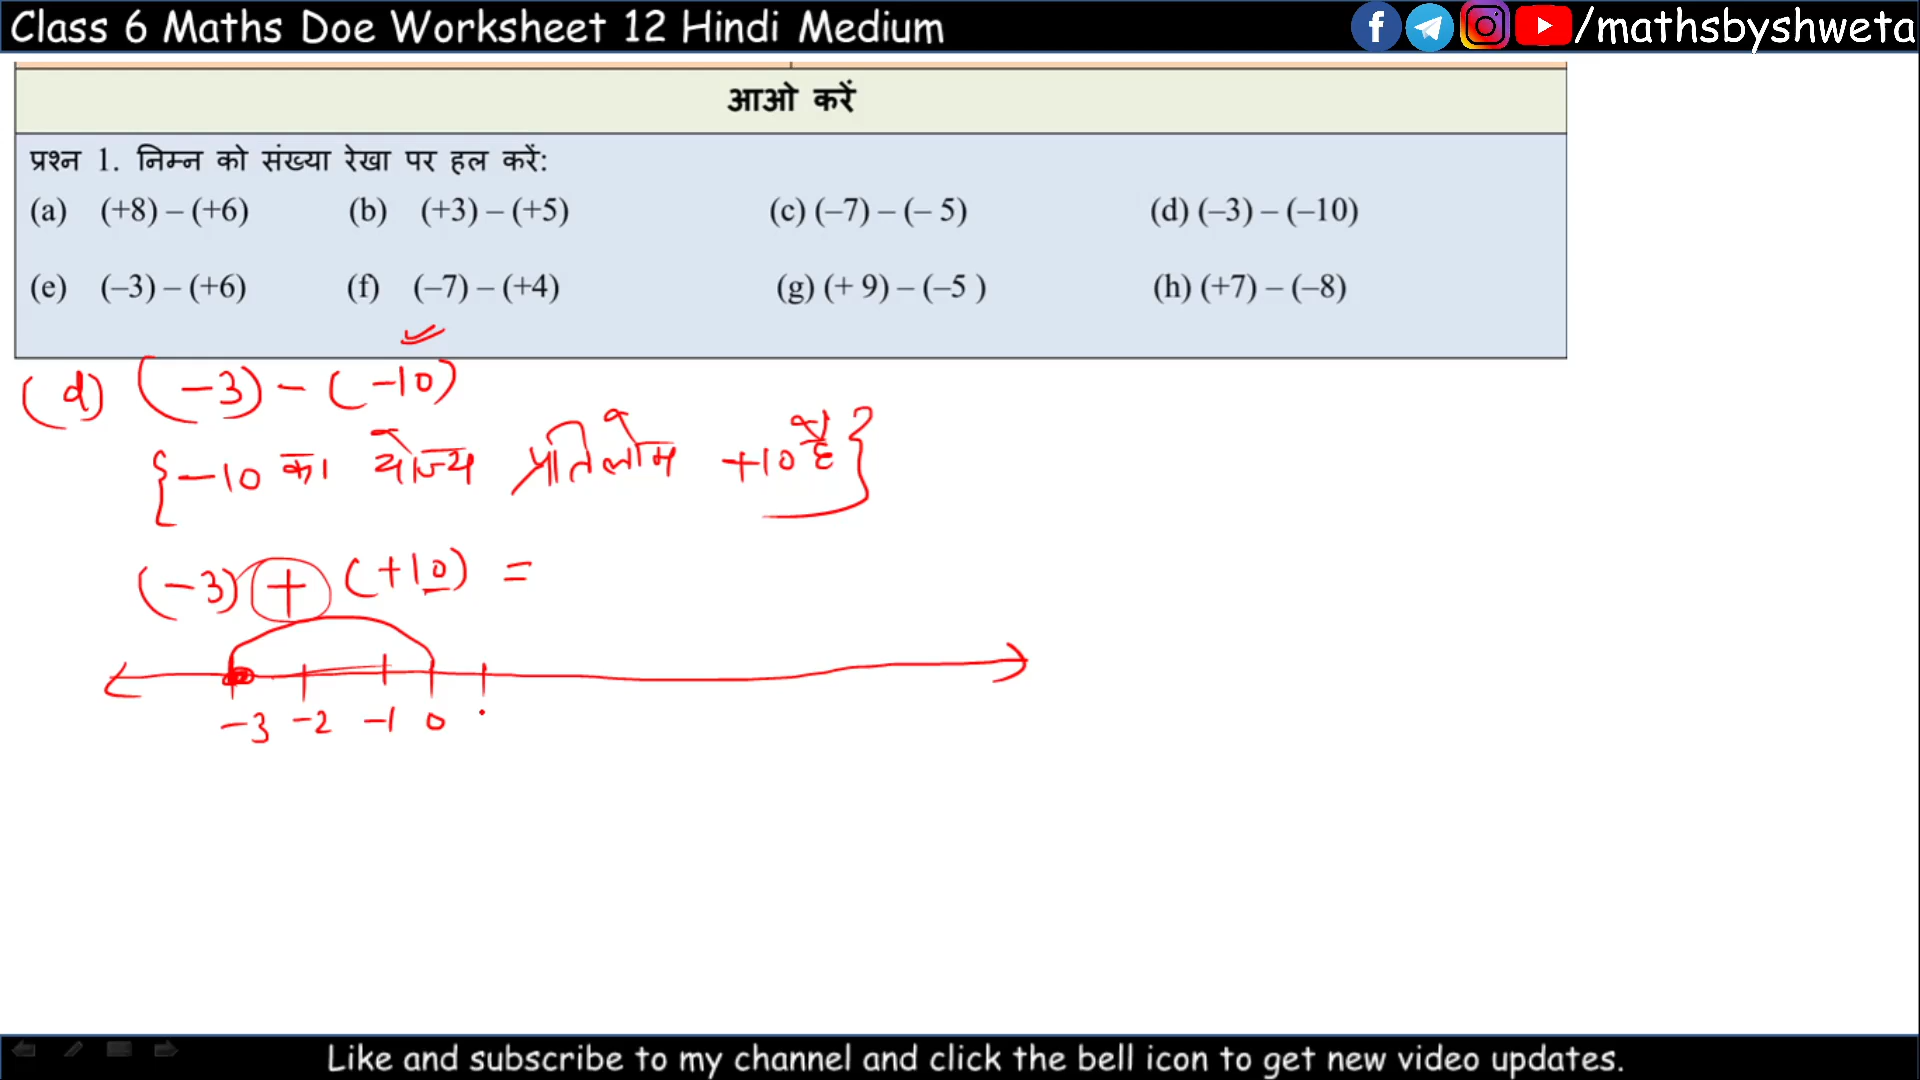 Class 6 Maths Doe Worksheet 12 Hindi Medium /mathsbyshweta
आओ करें
प्रश्न 1. निम्न को संख्या रेखा पर हल करें:
(a) (+8) – (+6) (b) (+3) – (+5) (c) (–7) – (– 5) (d) (–3) – (–10)
(e) (–3) – (+6) (f) (–7) – (+4) (g) (+ 9) – (–5 ) (h) (+7) – (–8)
(d) (-3) - (-10)
{-10 का योज्य प्रतिलोम +10 है}
(-3) + (+10) =
-3 -2 -1 0
Like and subscribe to my channel and click the bell icon to get new video updates.